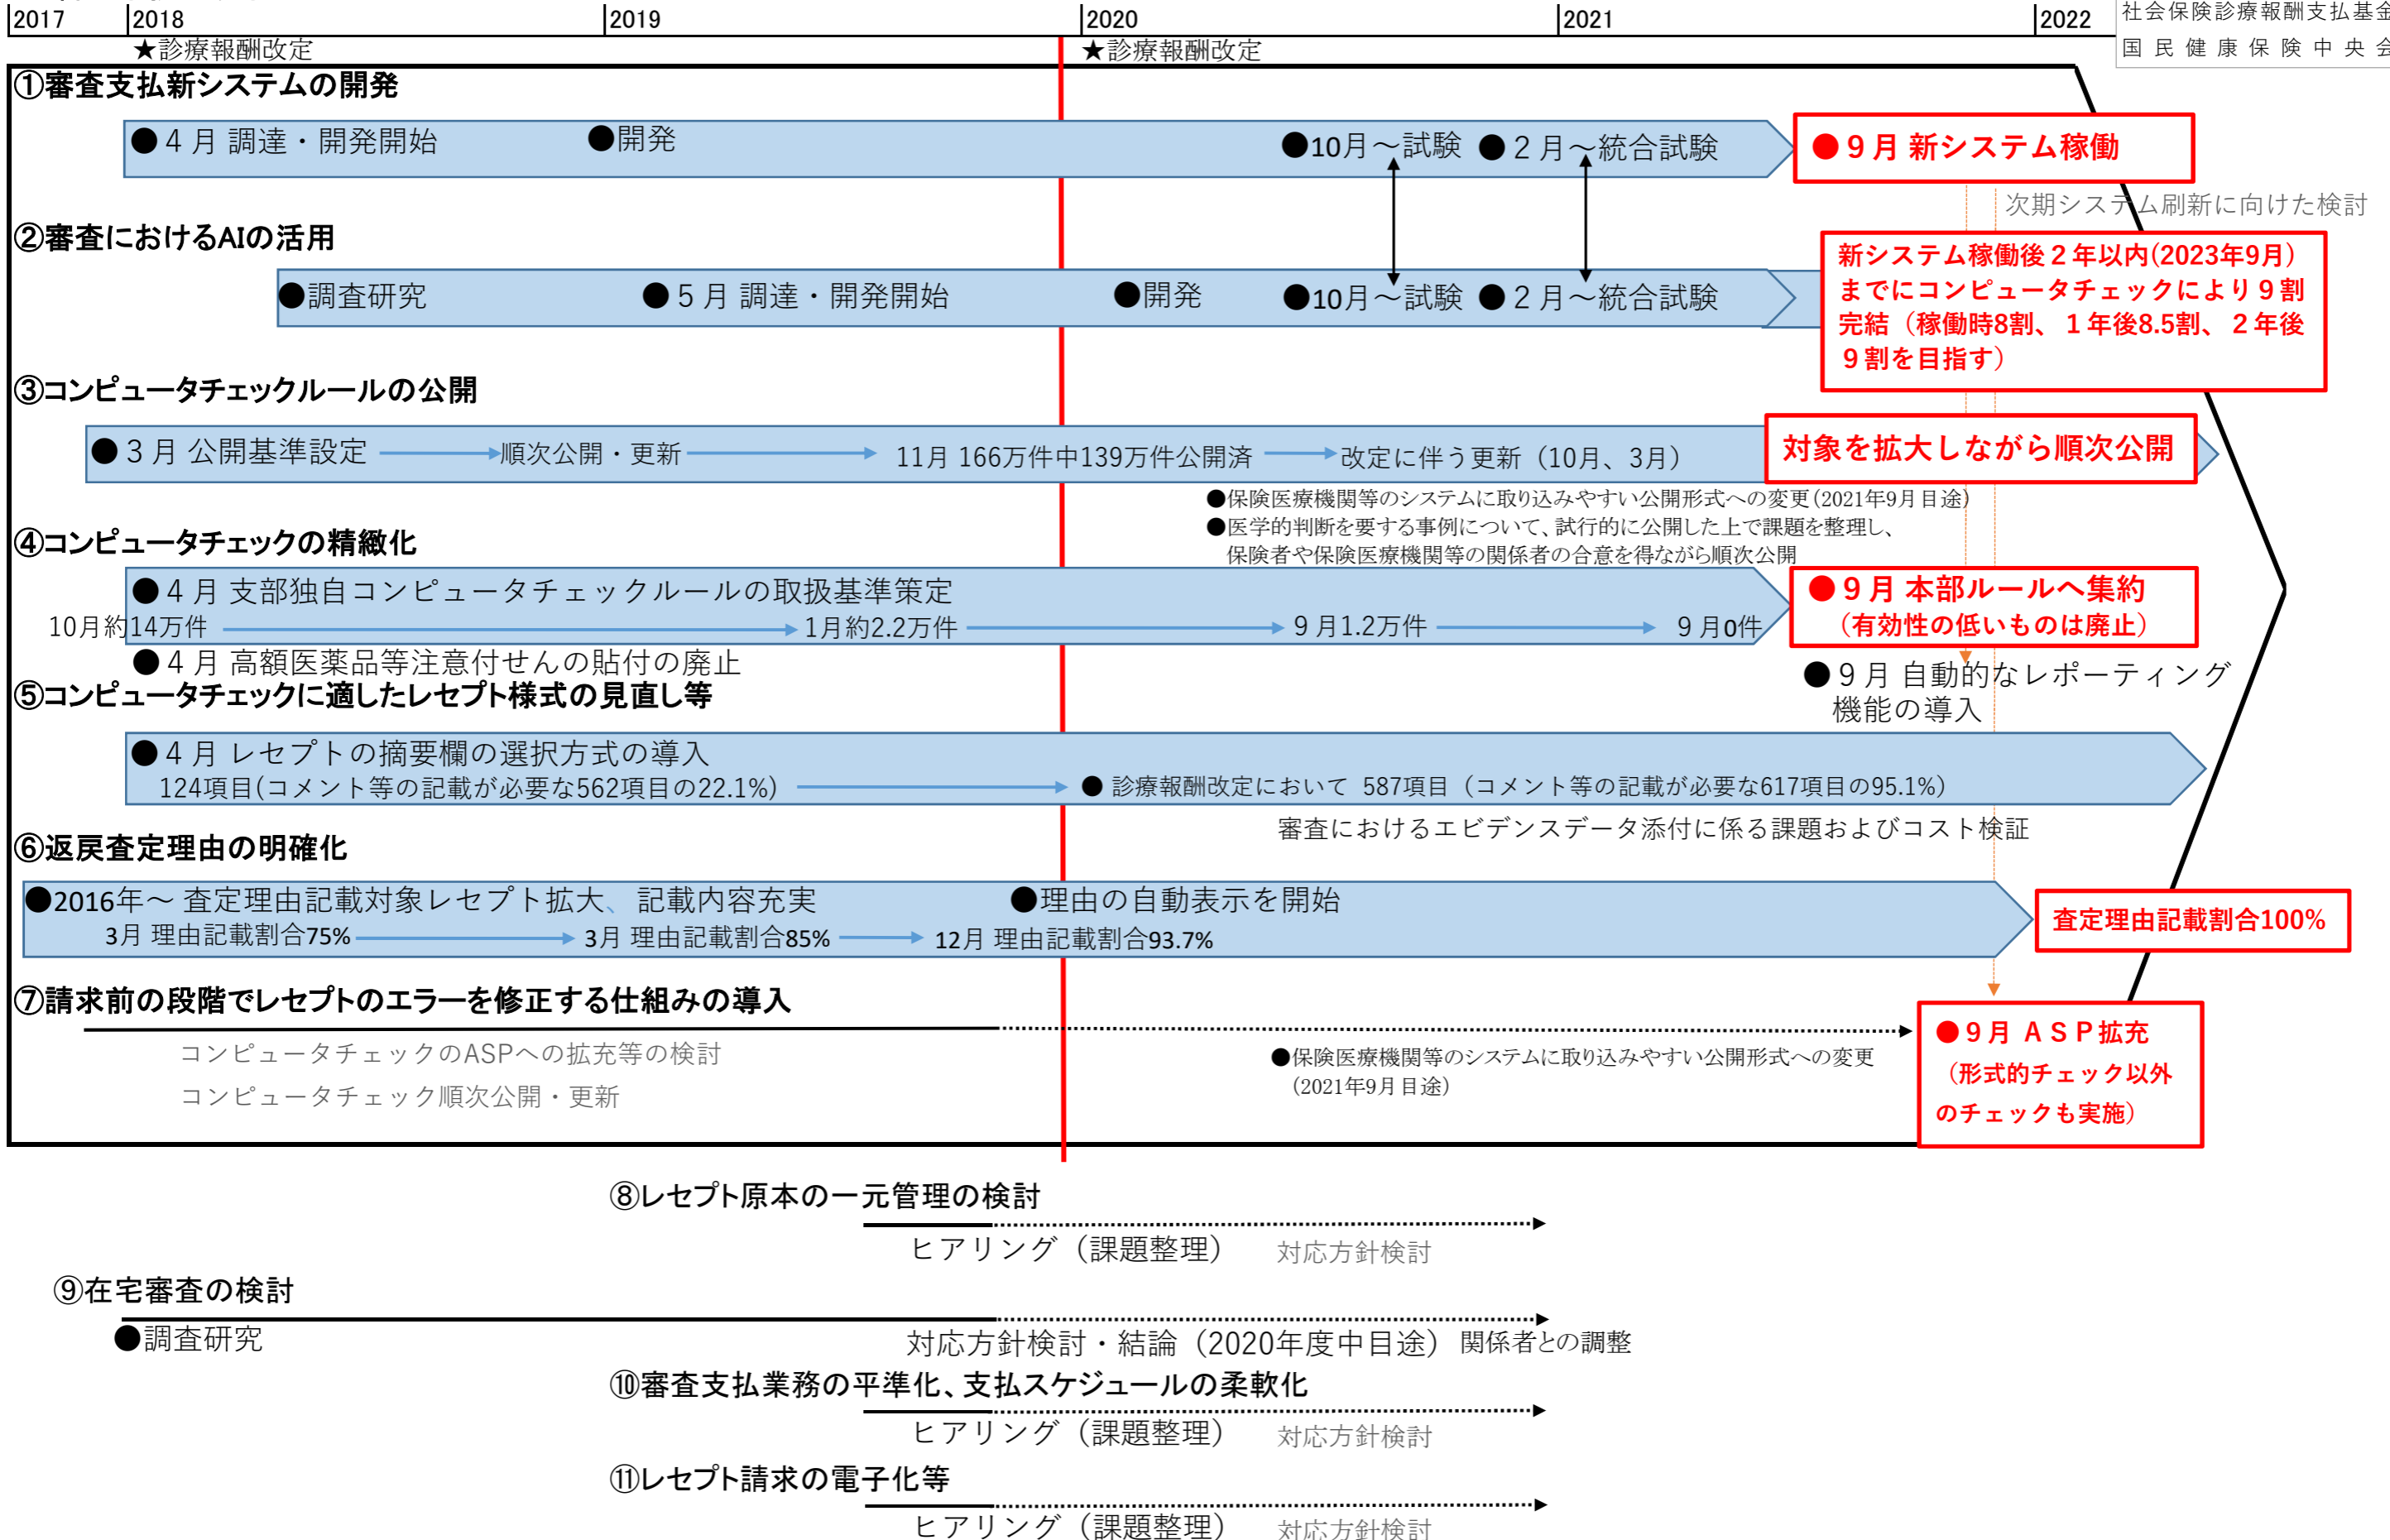 2017 2018 2019 2020 2021 2022
社会保険診療報酬支払基金
国民健康保険中央会
★診療報酬改定 ★診療報酬改定
①審査支払新システムの開発
●4月 調達・開発開始 ●開発 ●10月～試験 ●2月～統合試験 ●9月 新システム稼働
次期システム刷新に向けた検討
②審査におけるAIの活用
●調査研究 ●5月 調達・開発開始 ●開発 ●10月～試験 ●2月～統合試験
新システム稼働後２年以内(2023年9月)
までにコンピュータチェックにより９割
完結（稼働時8割、１年後8.5割、２年後
９割を目指す）
③コンピュータチェックルールの公開
●3月 公開基準設定 順次公開・更新 11月 166万件中139万件公開済 改定に伴う更新（10月、3月） 対象を拡大しながら順次公開
●保険医療機関等のシステムに取り込みやすい公開形式への変更(2021年9月目途)
●医学的判断を要する事例について、試行的に公開した上で課題を整理し、
保険者や保険医療機関等の関係者の合意を得ながら順次公開
④コンピュータチェックの精緻化
●4月 支部独自コンピュータチェックルールの取扱基準策定
10月約14万件 1月約2.2万件 9月1.2万件 9月0件
●9月 本部ルールへ集約
（有効性の低いものは廃止）
●4月 高額医薬品等注意付せんの貼付の廃止
●9月 自動的なレポーティング
機能の導入
⑤コンピュータチェックに適したレセプト様式の見直し等
●4月 レセプトの摘要欄の選択方式の導入
124項目(コメント等の記載が必要な562項目の22.1%) ●診療報酬改定において 587項目（コメント等の記載が必要な617項目の95.1%）
審査におけるエビデンスデータ添付に係る課題およびコスト検証
⑥返戻査定理由の明確化
●2016年～ 査定理由記載対象レセプト拡大、記載内容充実 ●理由の自動表示を開始
3月 理由記載割合75% 3月 理由記載割合85% 12月 理由記載割合93.7%
査定理由記載割合100%
⑦請求前の段階でレセプトのエラーを修正する仕組みの導入
コンピュータチェックのASPへの拡充等の検討
コンピュータチェック順次公開・更新
●保険医療機関等のシステムに取り込みやすい公開形式への変更
(2021年9月目途)
●9月 ＡＳＰ拡充
（形式的チェック以外
のチェックも実施）
⑧レセプト原本の一元管理の検討
ヒアリング（課題整理） 対応方針検討
⑨在宅審査の検討
●調査研究 対応方針検討・結論（2020年度中目途） 関係者との調整
⑩審査支払業務の平準化、支払スケジュールの柔軟化
ヒアリング（課題整理） 対応方針検討
⑪レセプト請求の電子化等
ヒアリング（課題整理） 対応方針検討